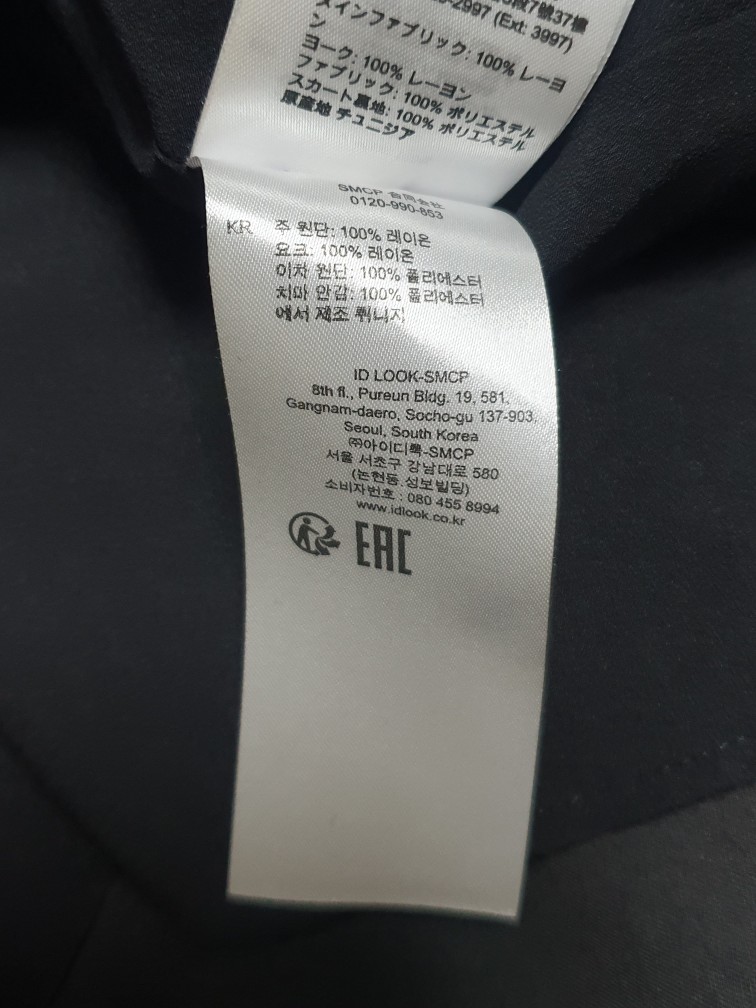 2997 (Ext: 3997)
メインファブリック: 100% レーヨ
ン
ヨーク: 100% レーヨン
ファブリック: 100% ポリエステル
スカート裏地: 100% ポリエステル
原産地 チュニジア
SMCP 合同会社
0120-990-853
KR 주 원단: 100% 레이온
요크: 100% 레이온
이차 원단: 100% 폴리에스터
치마 안감: 100% 폴리에스터
에서 제조 튀니지
ID LOOK-SMCP
8th fl., Pureun Bldg. 19, 581,
Gangnam-daero, Socho-gu 137-903,
Seoul, South Korea
㈜아이디룩-SMCP
서울 서초구 강남대로 580
(논현동.성보빌딩)
소비자번호 : 080 455 8994
www.idlook.co.kr
EAC